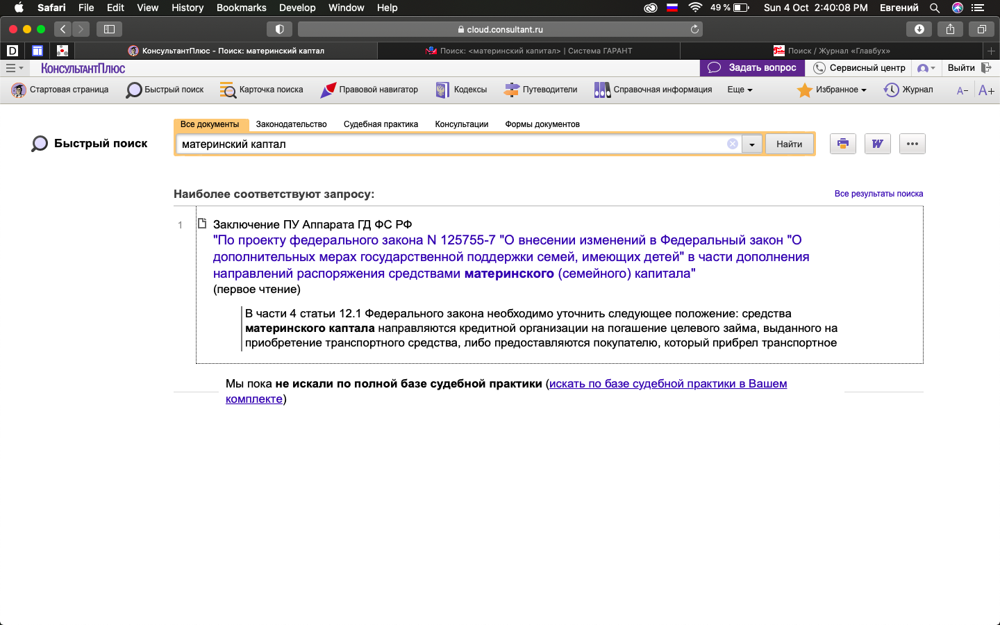 Safari File Edit View History Bookmarks Develop Window Help 49 % Sun 4 Oct 2:40:08 PM Евгений
cloud.consultant.ru
D КонсультантПлюс - Поиск: материнский каптал Поиск: <материнский капитал> | Система ГАРАНТ Поиск / Журнал «Главбух»
КонсультантПлюс Задать вопрос Сервисный центр Выйти
Стартовая страница Быстрый поиск Карточка поиска Правовой навигатор Кодексы Путеводители Справочная информация Еще Избранное Журнал A− A+
Все документы Законодательство Судебная практика Консультации Формы документов
Быстрый поиск материнский каптал Найти W
Наиболее соответствуют запросу: Все результаты поиска
1 Заключение ПУ Аппарата ГД ФС РФ
"По проекту федерального закона N 125755-7 "О внесении изменений в Федеральный закон "О
дополнительных мерах государственной поддержки семей, имеющих детей" в части дополнения
направлений распоряжения средствами материнского (семейного) капитала"
(первое чтение)
В части 4 статьи 12.1 Федерального закона необходимо уточнить следующее положение: средства
материнского каптала направляются кредитной организации на погашение целевого займа, выданного на
приобретение транспортного средства, либо предоставляются покупателю, который прибрел транспортное
Мы пока не искали по полной базе судебной практики (искать по базе судебной практики в Вашем
комплекте)